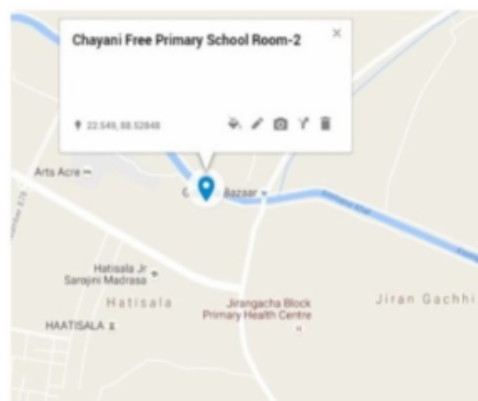 Chayani Free Primary School Room-2
22.549, 88.52848
Arts Acre
Bazaar
Hatisala Jr
Sarojini Madrasa
Hatisala
HAATISALA
Jirangacha Block
Primary Health Centre
H
Jiran Gachhi